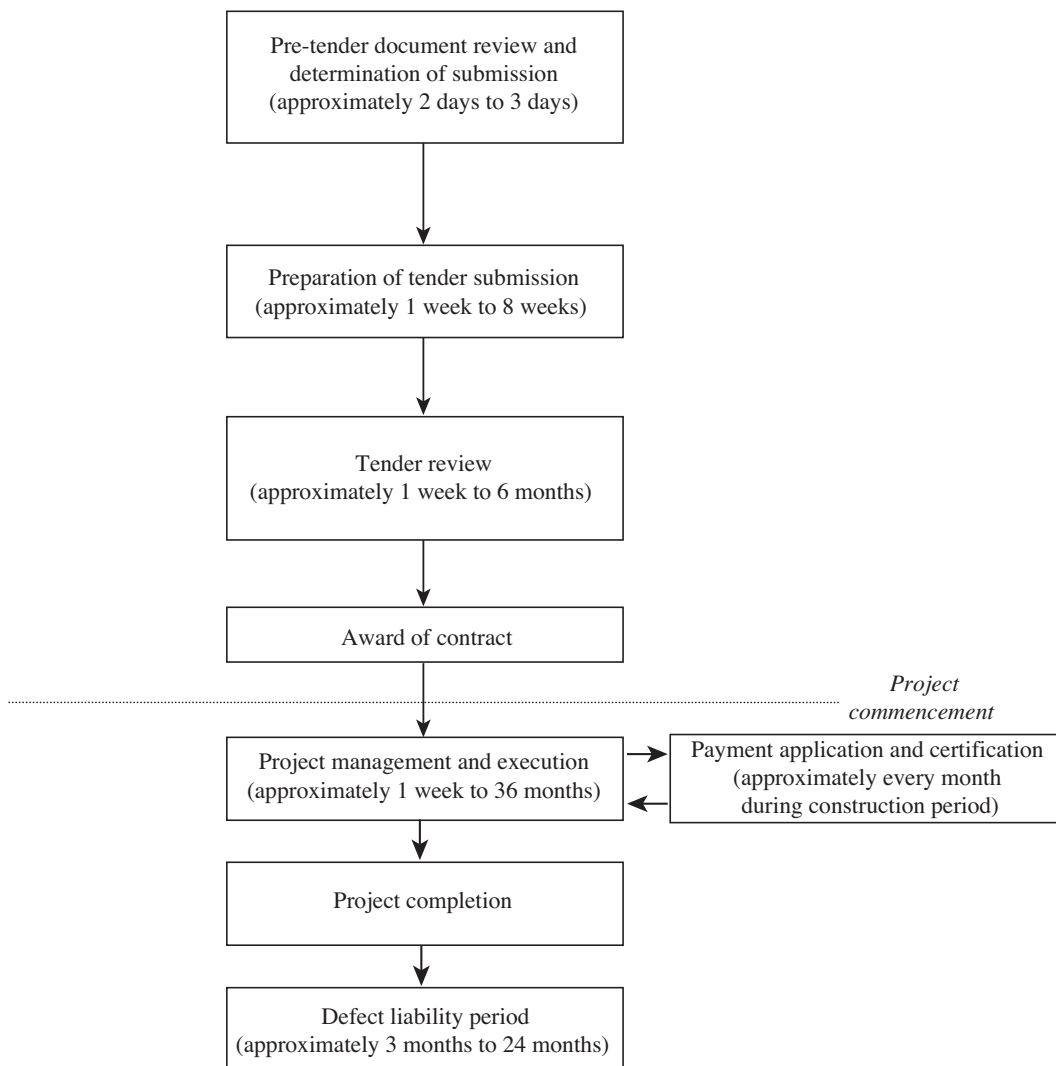 Pre-tender document review and
determination of submission
(approximately 2 days to 3 days)
Preparation of tender submission
(approximately 1 week to 8 weeks)
Tender review
(approximately 1 week to 6 months)
Award of contract
Project
commencement
Project management and execution
(approximately 1 week to 36 months)
Payment application and certification
(approximately every month
during construction period)
Project completion
Defect liability period
(approximately 3 months to 24 months)